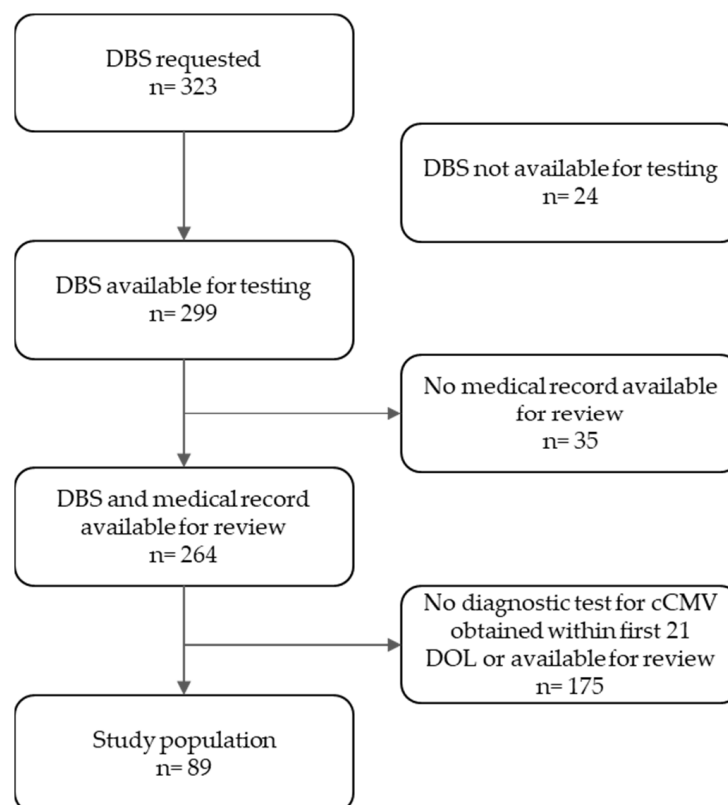 DBS requested
n= 323
DBS not available for testing
n= 24
DBS available for testing
n= 299
No medical record available
for review
n= 35
DBS and medical record
available for review
n= 264
No diagnostic test for cCMV
obtained within first 21
DOL or available for review
n= 175
Study population
n= 89